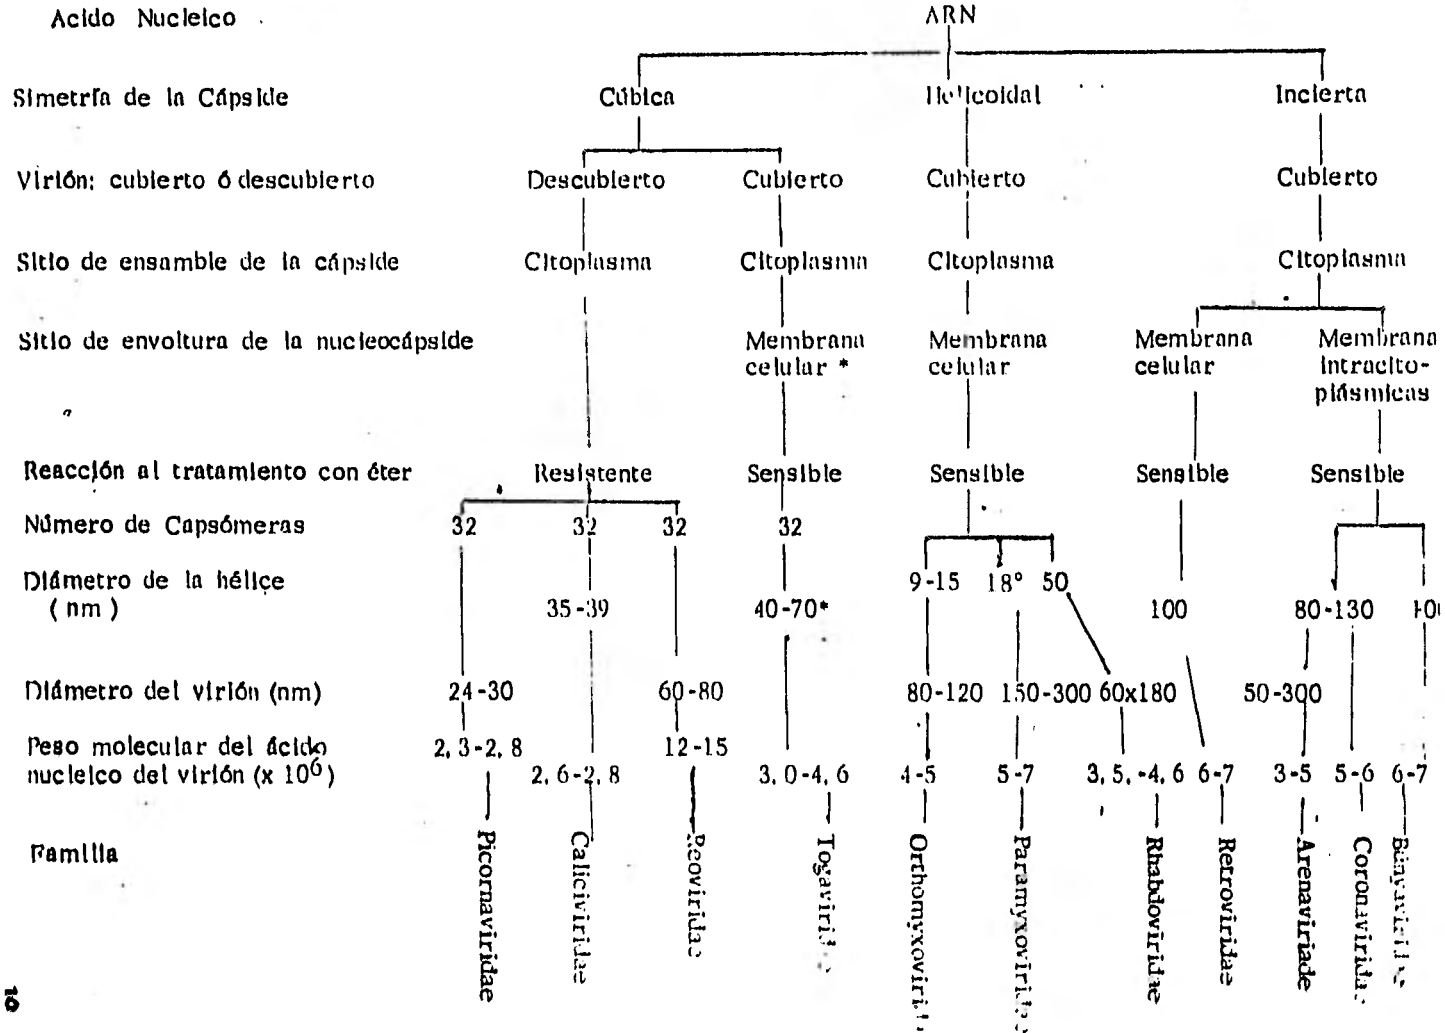 Acido Nucleico ARN
Simetría de la Cápside Cúbica Helicoidal Incierta
Virión: cubierto ó descubierto Descubierto Cubierto Cubierto Cubierto
Sitio de ensamble de la cápside Citoplasma Citoplasma Citoplasma Citoplasma
Sitio de envoltura de la nucleocápside Membrana Membrana Membrana Membrana
celular * celular celular intracito-
plásmicas
Reacción al tratamiento con éter Resistente Sensible Sensible Sensible Sensible
Número de Capsómeras 32 32 32 32
Diámetro de la hélice 9-15 18° 50
(nm) 35-39 40-70* 100 80-130
Diámetro del virión (nm) 24-30 60-80 80-120 150-300 60x180 50-300
Peso molecular del ácido 2, 3-2, 8 12-15
nucleico del virión (x 10⁶) 2, 6-2, 8 3, 0-4, 6 4-5 5-7 3, 5, -4, 6 6-7 3-5 5-6 6-7
Familia
Picornaviridae
Caliciviridae
Reoviridae
Togaviridae
Orthomyxovirida
Paramyxoviridae
Rhabdoviridae
Retroviridae
Arenaviriade
Coronaviridae
Bunyaviridae
10